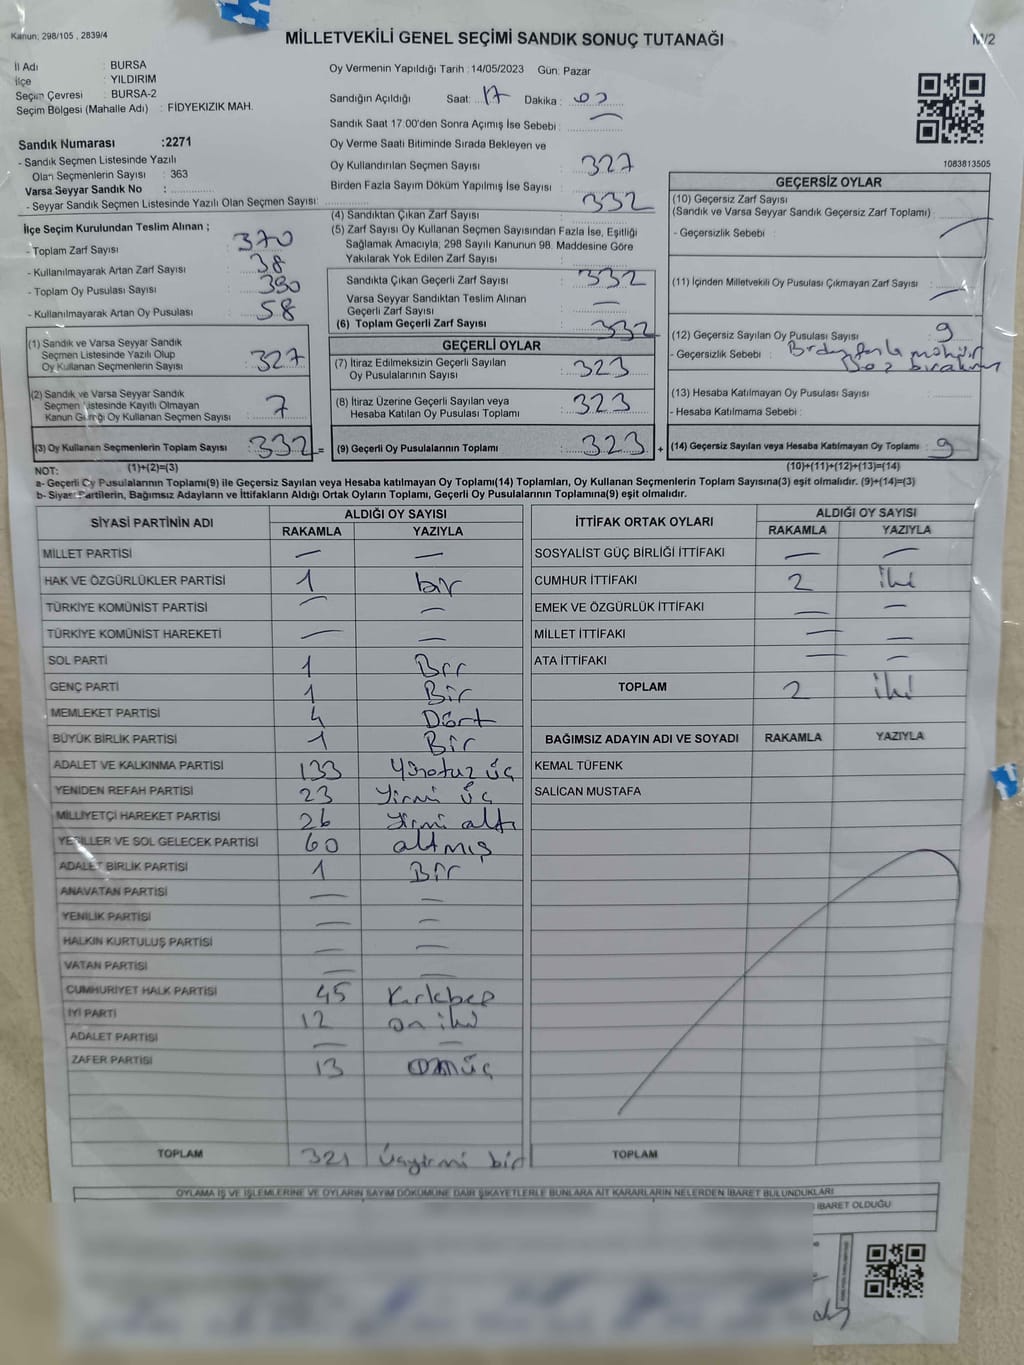 Kanun; 298/105 , 2839/4
MİLLETVEKİLİ GENEL SEÇİMİ SANDIK SONUÇ TUTANAĞI
M/2
İl Adı : BURSA
İlçe : YILDIRIM
Seçim Çevresi : BURSA-2
Seçim Bölgesi (Mahalle Adı) : FİDYEKIZIK MAH.
Oy Vermenin Yapıldığı Tarih : 14/05/2023 Gün: Pazar
Sandığın Açıldığı Saat: 17 Dakika :
Sandık Saat 17:00'den Sonra Açımış İse Sebebi :
Oy Verme Saati Bitiminde Sırada Bekleyen ve
Oy Kullandırılan Seçmen Sayısı 327
Birden Fazla Sayım Döküm Yapılmış İse Sayısı
1083813505
Sandık Numarası :2271
- Sandık Seçmen Listesinde Yazılı
Olan Seçmenlerin Sayısı : 363
Varsa Seyyar Sandık No :
- Seyyar Sandık Seçmen Listesinde Yazılı Olan Seçmen Sayısı:
İlçe Seçim Kurulundan Teslim Alınan ;
- Toplam Zarf Sayısı : 370
- Kullanılmayarak Artan Zarf Sayısı : 38
- Toplam Oy Pusulası Sayısı : 390
- Kullanılmayarak Artan Oy Pusulası : 58
(4) Sandıktan Çıkan Zarf Sayısı 332
(5) Zarf Sayısı Oy Kullanan Seçmen Sayısından Fazla İse, Eşitliği
Sağlamak Amacıyla; 298 Sayılı Kanunun 98. Maddesine Göre
Yakılarak Yok Edilen Zarf Sayısı
Sandıkta Çıkan Geçerli Zarf Sayısı : 332
Varsa Seyyar Sandıktan Teslim Alınan
Geçerli Zarf Sayısı : —
(6) Toplam Geçerli Zarf Sayısı : 332
GEÇERSİZ OYLAR
(10) Geçersiz Zarf Sayısı
(Sandık ve Varsa Seyyar Sandık Geçersiz Zarf Toplamı) :
- Geçersizlik Sebebi :
(11) İçinden Milletvekili Oy Pusulası Çıkmayan Zarf Sayısı : —
(12) Geçersiz Sayılan Oy Pusulası Sayısı : 9
- Geçersizlik Sebebi : mühür
(13) Hesaba Katılmayan Oy Pusulası Sayısı :
- Hesaba Katılmama Sebebi :
(1) Sandık ve Varsa Seyyar Sandık
Seçmen Listesinde Yazılı Olup
Oy Kullanan Seçmenlerin Sayısı : 327
(2) Sandık ve Varsa Seyyar Sandık
Seçmen Listesinde Kayıtlı Olmayan
Kanun Gereği Oy Kullanan Seçmen Sayısı : 7
(3) Oy Kullanan Seçmenlerin Toplam Sayısı : 332 =
GEÇERLİ OYLAR
(7) İtiraz Edilmeksizin Geçerli Sayılan
Oy Pusulalarının Sayısı : 323
(8) İtiraz Üzerine Geçerli Sayılan veya
Hesaba Katılan Oy Pusulası Toplamı : 323
(9) Geçerli Oy Pusulalarının Toplamı : 323 +
(14) Geçersiz Sayılan veya Hesaba Katılmayan Oy Toplamı : 9
NOT: (1)+(2)=(3)
(10)+(11)+(12)+(13)=(14)
a- Geçerli Oy Pusulalarının Toplamı(9) ile Geçersiz Sayılan veya Hesaba katılmayan Oy Toplamı(14) Toplamları, Oy Kullanan Seçmenlerin Toplam Sayısına(3) eşit olmalıdır. (9)+(14)=(3)
b- Siyasi Partilerin, Bağımsız Adayların ve İttifakların Aldığı Ortak Oyların Toplamı, Geçerli Oy Pusulalarının Toplamına(9) eşit olmalıdır.
SİYASİ PARTİNİN ADI ALDIĞI OY SAYISI
RAKAMLA YAZIYLA
MİLLET PARTİSİ — —
HAK VE ÖZGÜRLÜKLER PARTİSİ 1 bir
TÜRKİYE KOMÜNİST PARTİSİ — —
TÜRKİYE KOMÜNİST HAREKETİ — —
SOL PARTİ 1 Bir
GENÇ PARTİ 1 Bir
MEMLEKET PARTİSİ 4 Dört
BÜYÜK BİRLİK PARTİSİ 1 Bir
ADALET VE KALKINMA PARTİSİ 133 Yüzotuz üç
YENİDEN REFAH PARTİSİ 23 Yirmi üç
MİLLİYETÇİ HAREKET PARTİSİ 26 Yirmi altı
YEŞİLLER VE SOL GELECEK PARTİSİ 60 altmış
ADALET BİRLİK PARTİSİ 1 Bir
ANAVATAN PARTİSİ — —
YENİLİK PARTİSİ — —
HALKIN KURTULUŞ PARTİSİ — —
VATAN PARTİSİ — —
CUMHURİYET HALK PARTİSİ 45 Kırkbeş
İYİ PARTİ 12 on iki
ADALET PARTİSİ — —
ZAFER PARTİSİ 13 onüç
TOPLAM 321 Üçyirmi bir
İTTİFAK ORTAK OYLARI ALDIĞI OY SAYISI
RAKAMLA YAZIYLA
SOSYALİST GÜÇ BİRLİĞİ İTTİFAKI — —
CUMHUR İTTİFAKI 2 iki
EMEK VE ÖZGÜRLÜK İTTİFAKI — —
MİLLET İTTİFAKI — —
ATA İTTİFAKI — —
TOPLAM 2 iki
BAĞIMSIZ ADAYIN ADI VE SOYADI RAKAMLA YAZIYLA
KEMAL TÜFENK
SALİCAN MUSTAFA
TOPLAM
OYLAMA İŞ VE İŞLEMLERİNE VE OYLARIN SAYIM DÖKÜMÜNE DAİR ŞİKAYETLERLE BUNLARA AİT KARARLARIN NELERDEN İBARET BULUNDUKLARI
İBARET OLDUĞU